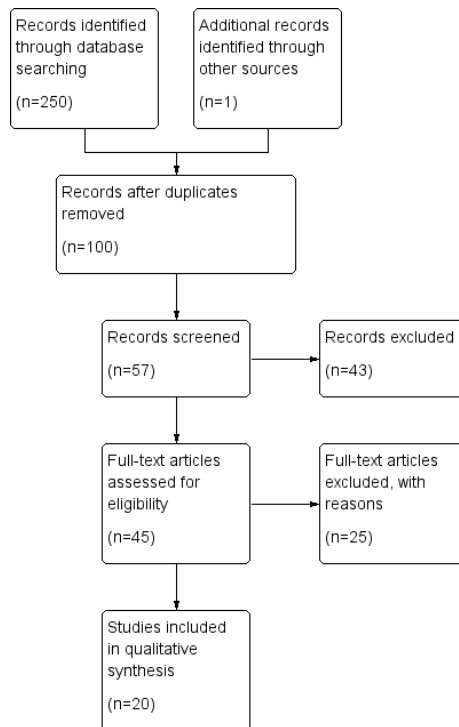 Records identified
through database
searching
(n=250)
Additional records
identified through
other sources
(n=1)
Records after duplicates
removed
(n=100)
Records screened
(n=57)
Records excluded
(n=43)
Full-text articles
assessed for
eligibility
(n=45)
Full-text articles
excluded, with
reasons
(n=25)
Studies included
in qualitative
synthesis
(n=20)